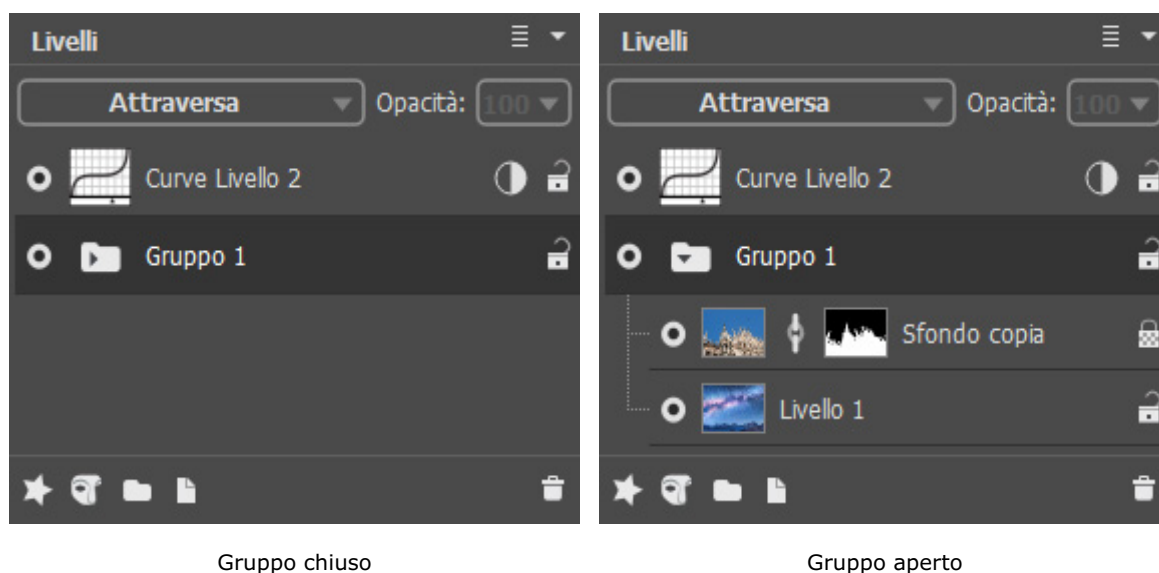 Livelli
Attraversa Opacità: 100
Curve Livello 2
Gruppo 1
Livelli
Attraversa Opacità: 100
Curve Livello 2
Gruppo 1
Sfondo copia
Livello 1
Gruppo chiuso
Gruppo aperto